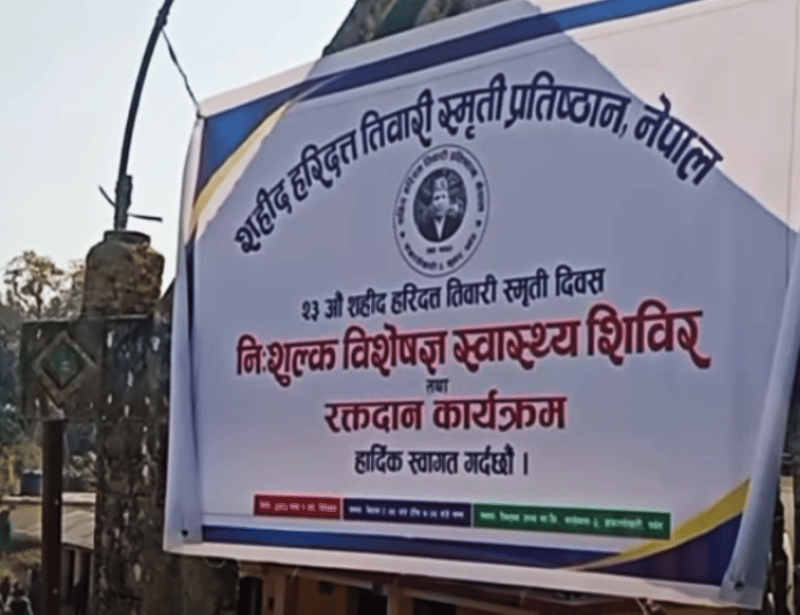 शहीद हरिदत्त तिवारी स्मृती प्रतिष्ठान, नेपाल
२३ औ शहीद हरिदत्त तिवारी स्मृती दिवस
निःशुल्क विशेषज्ञ स्वास्थ्य शिविर
तथा
रक्तदान कार्यक्रम
हार्दिक स्वागत गर्दछौ ।